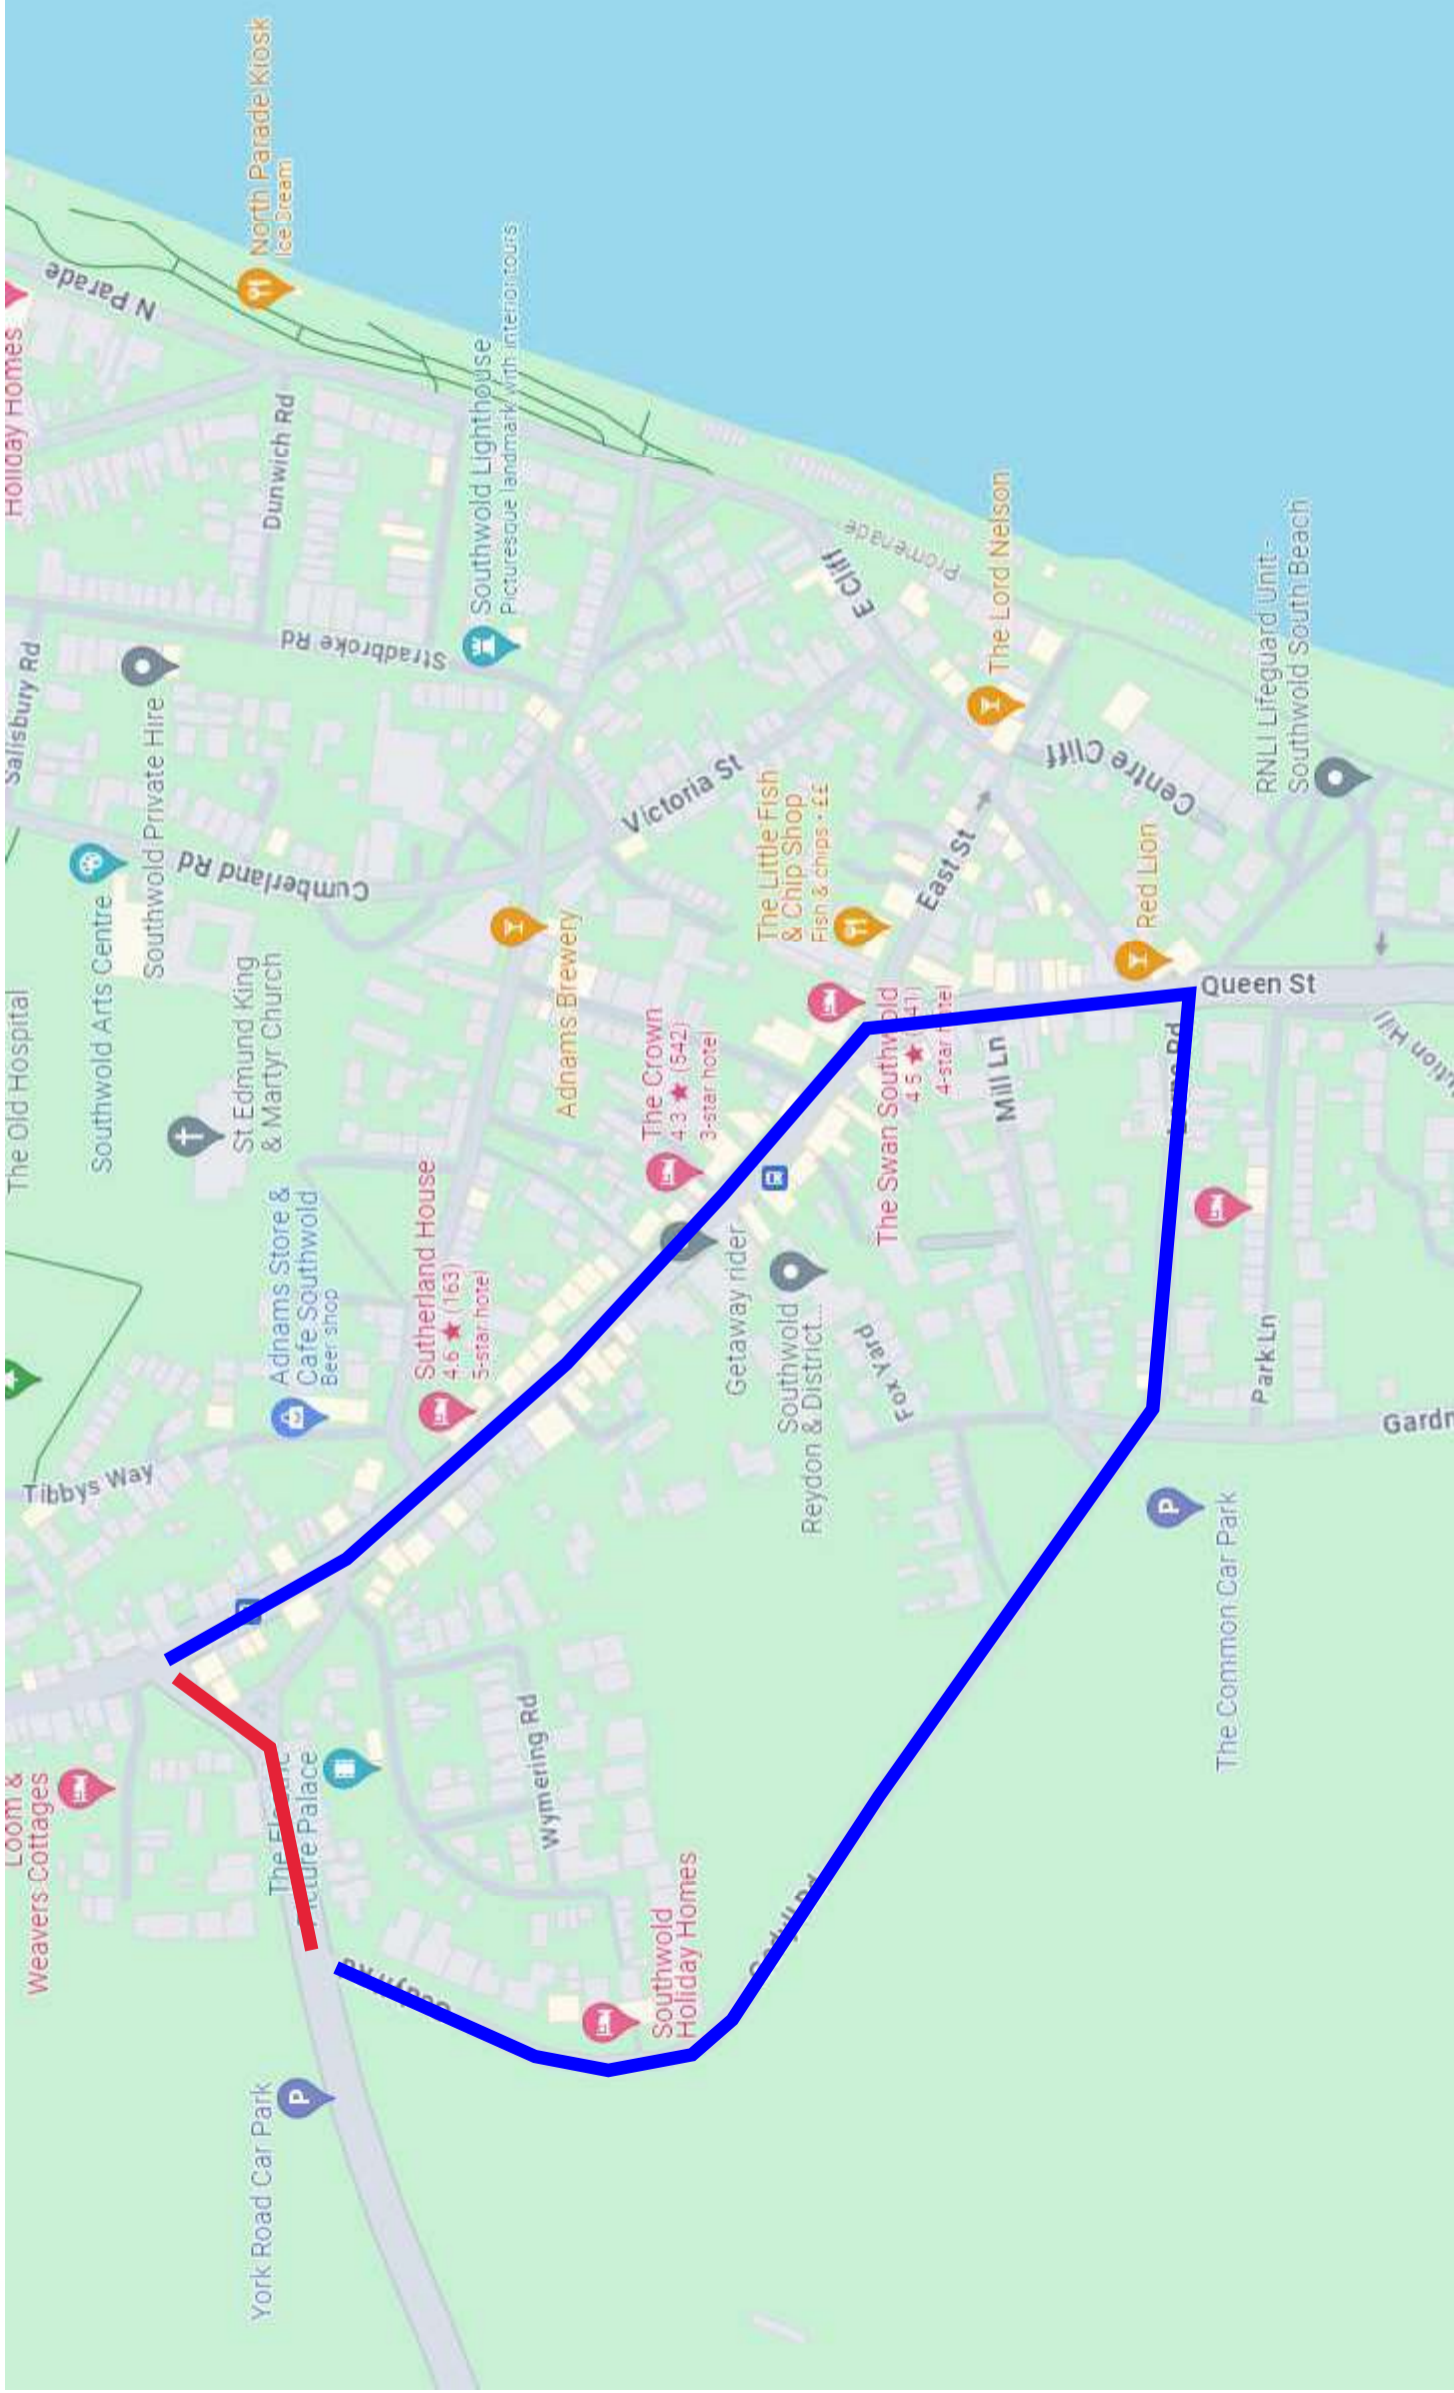 North Parade Kiosk
Ice Cream
N Parade
Holiday Homes
Dunwich Rd
Southwold Lighthouse
Picturesque landmark with interior tours
Stradbroke Rd
Salisbury Rd
Southwold Private Hire
Cumberland Rd
Southwold Arts Centre
The Old Hospital
St Edmund King
& Martyr Church
Adnams Brewery
Victoria St
E Cliff
Promenade
The Lord Nelson
Centre Cliff
RNLI Lifeguard Unit -
Southwold South Beach
The Little Fish
& Chip Shop
Fish & chips · ££
East St
Red Lion
Queen St
The Crown
4.3 ★ (542)
3-star hotel
The Swan Southwold
4.5 ★
4-star hotel
Mill Ln
Adnams Store &
Cafe Southwold
Beer shop
Sutherland House
4.6 ★ (163)
5-star hotel
Tibbys Way
Getaway rider
Southwold
Reydon & District...
Fox Yard
Park Ln
Gardn
P
The Common Car Park
Loom &
Weavers Cottages
The
Picture Palace
Wymering Rd
Southwold
Holiday Homes
P
York Road Car Park